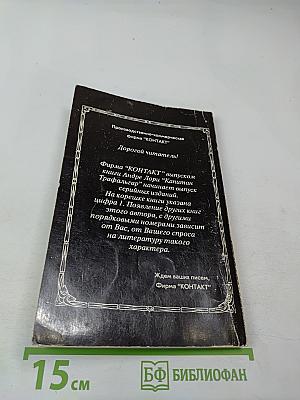 Производственно-коммерческая
Фирма "КОНТАКТ"
Дорогой читатель!
Фирма "КОНТАКТ" выпуском
книги Андре Лори "Капитан
Трафальгар" начинает выпуск
серийных изданий.
На корешке книги указана
цифра 1. Появление других книг
этого автора, с другими
порядковыми номерами зависит
от Вас, от Вашего спроса
на литературу такого
характера.
Ждем ваших писем,
Фирма "КОНТАКТ"
15 см
БФ БИБЛИОФАН